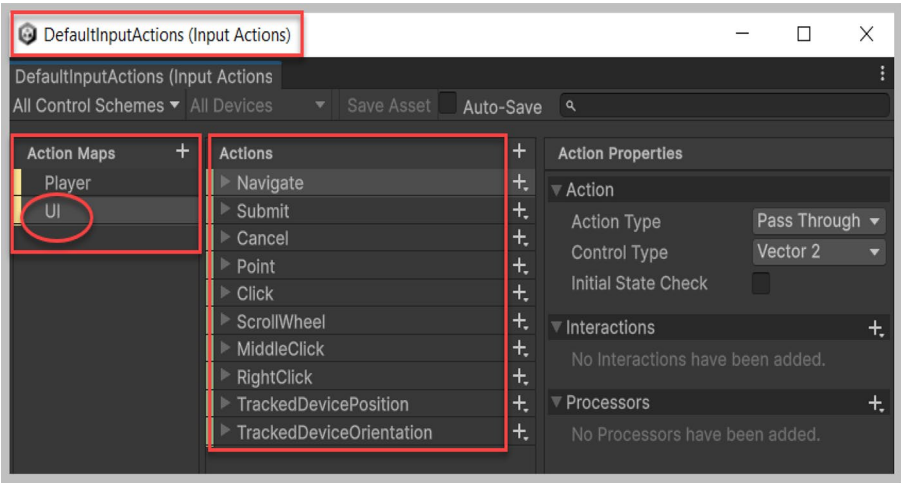 DefaultInputActions (Input Actions)
DefaultInputActions (Input Actions
All Control Schemes All Devices Save Asset Auto-Save
Action Maps
Player
UI
Actions
Navigate
Submit
Cancel
Point
Click
ScrollWheel
MiddleClick
RightClick
TrackedDevicePosition
TrackedDeviceOrientation
Action Properties
Action
Action Type Pass Through
Control Type Vector 2
Initial State Check
Interactions
No Interactions have been added.
Processors
No Processors have been added.